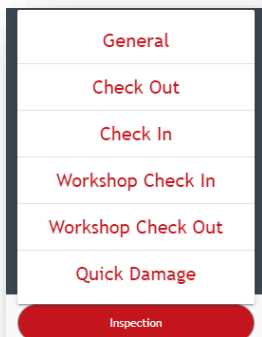 General
Check Out
Check In
Workshop Check In
Workshop Check Out
Quick Damage
Inspection